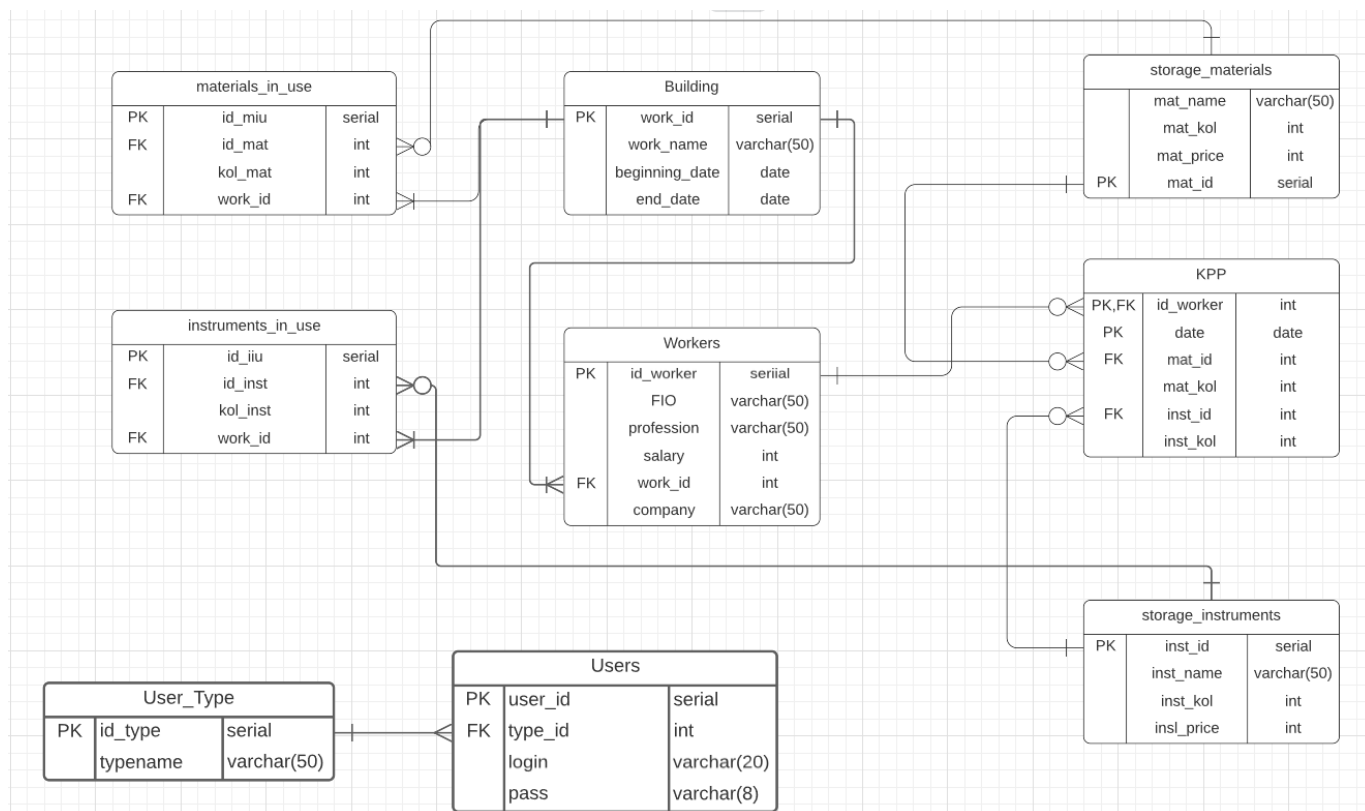 materials_in_use
PK id_miu serial
FK id_mat int
kol_mat int
FK work_id int
Building
PK work_id serial
work_name varchar(50)
beginning_date date
end_date date
storage_materials
mat_name varchar(50)
mat_kol int
mat_price int
PK mat_id serial
instruments_in_use
PK id_iiu serial
FK id_inst int
kol_inst int
FK work_id int
Workers
PK id_worker seriial
FIO varchar(50)
profession varchar(50)
salary int
FK work_id int
company varchar(50)
KPP
PK,FK id_worker int
PK date date
FK mat_id int
mat_kol int
FK inst_id int
inst_kol int
User_Type
PK id_type serial
typename varchar(50)
Users
PK user_id serial
FK type_id int
login varchar(20)
pass varchar(8)
storage_instruments
PK inst_id serial
inst_name varchar(50)
inst_kol int
insl_price int